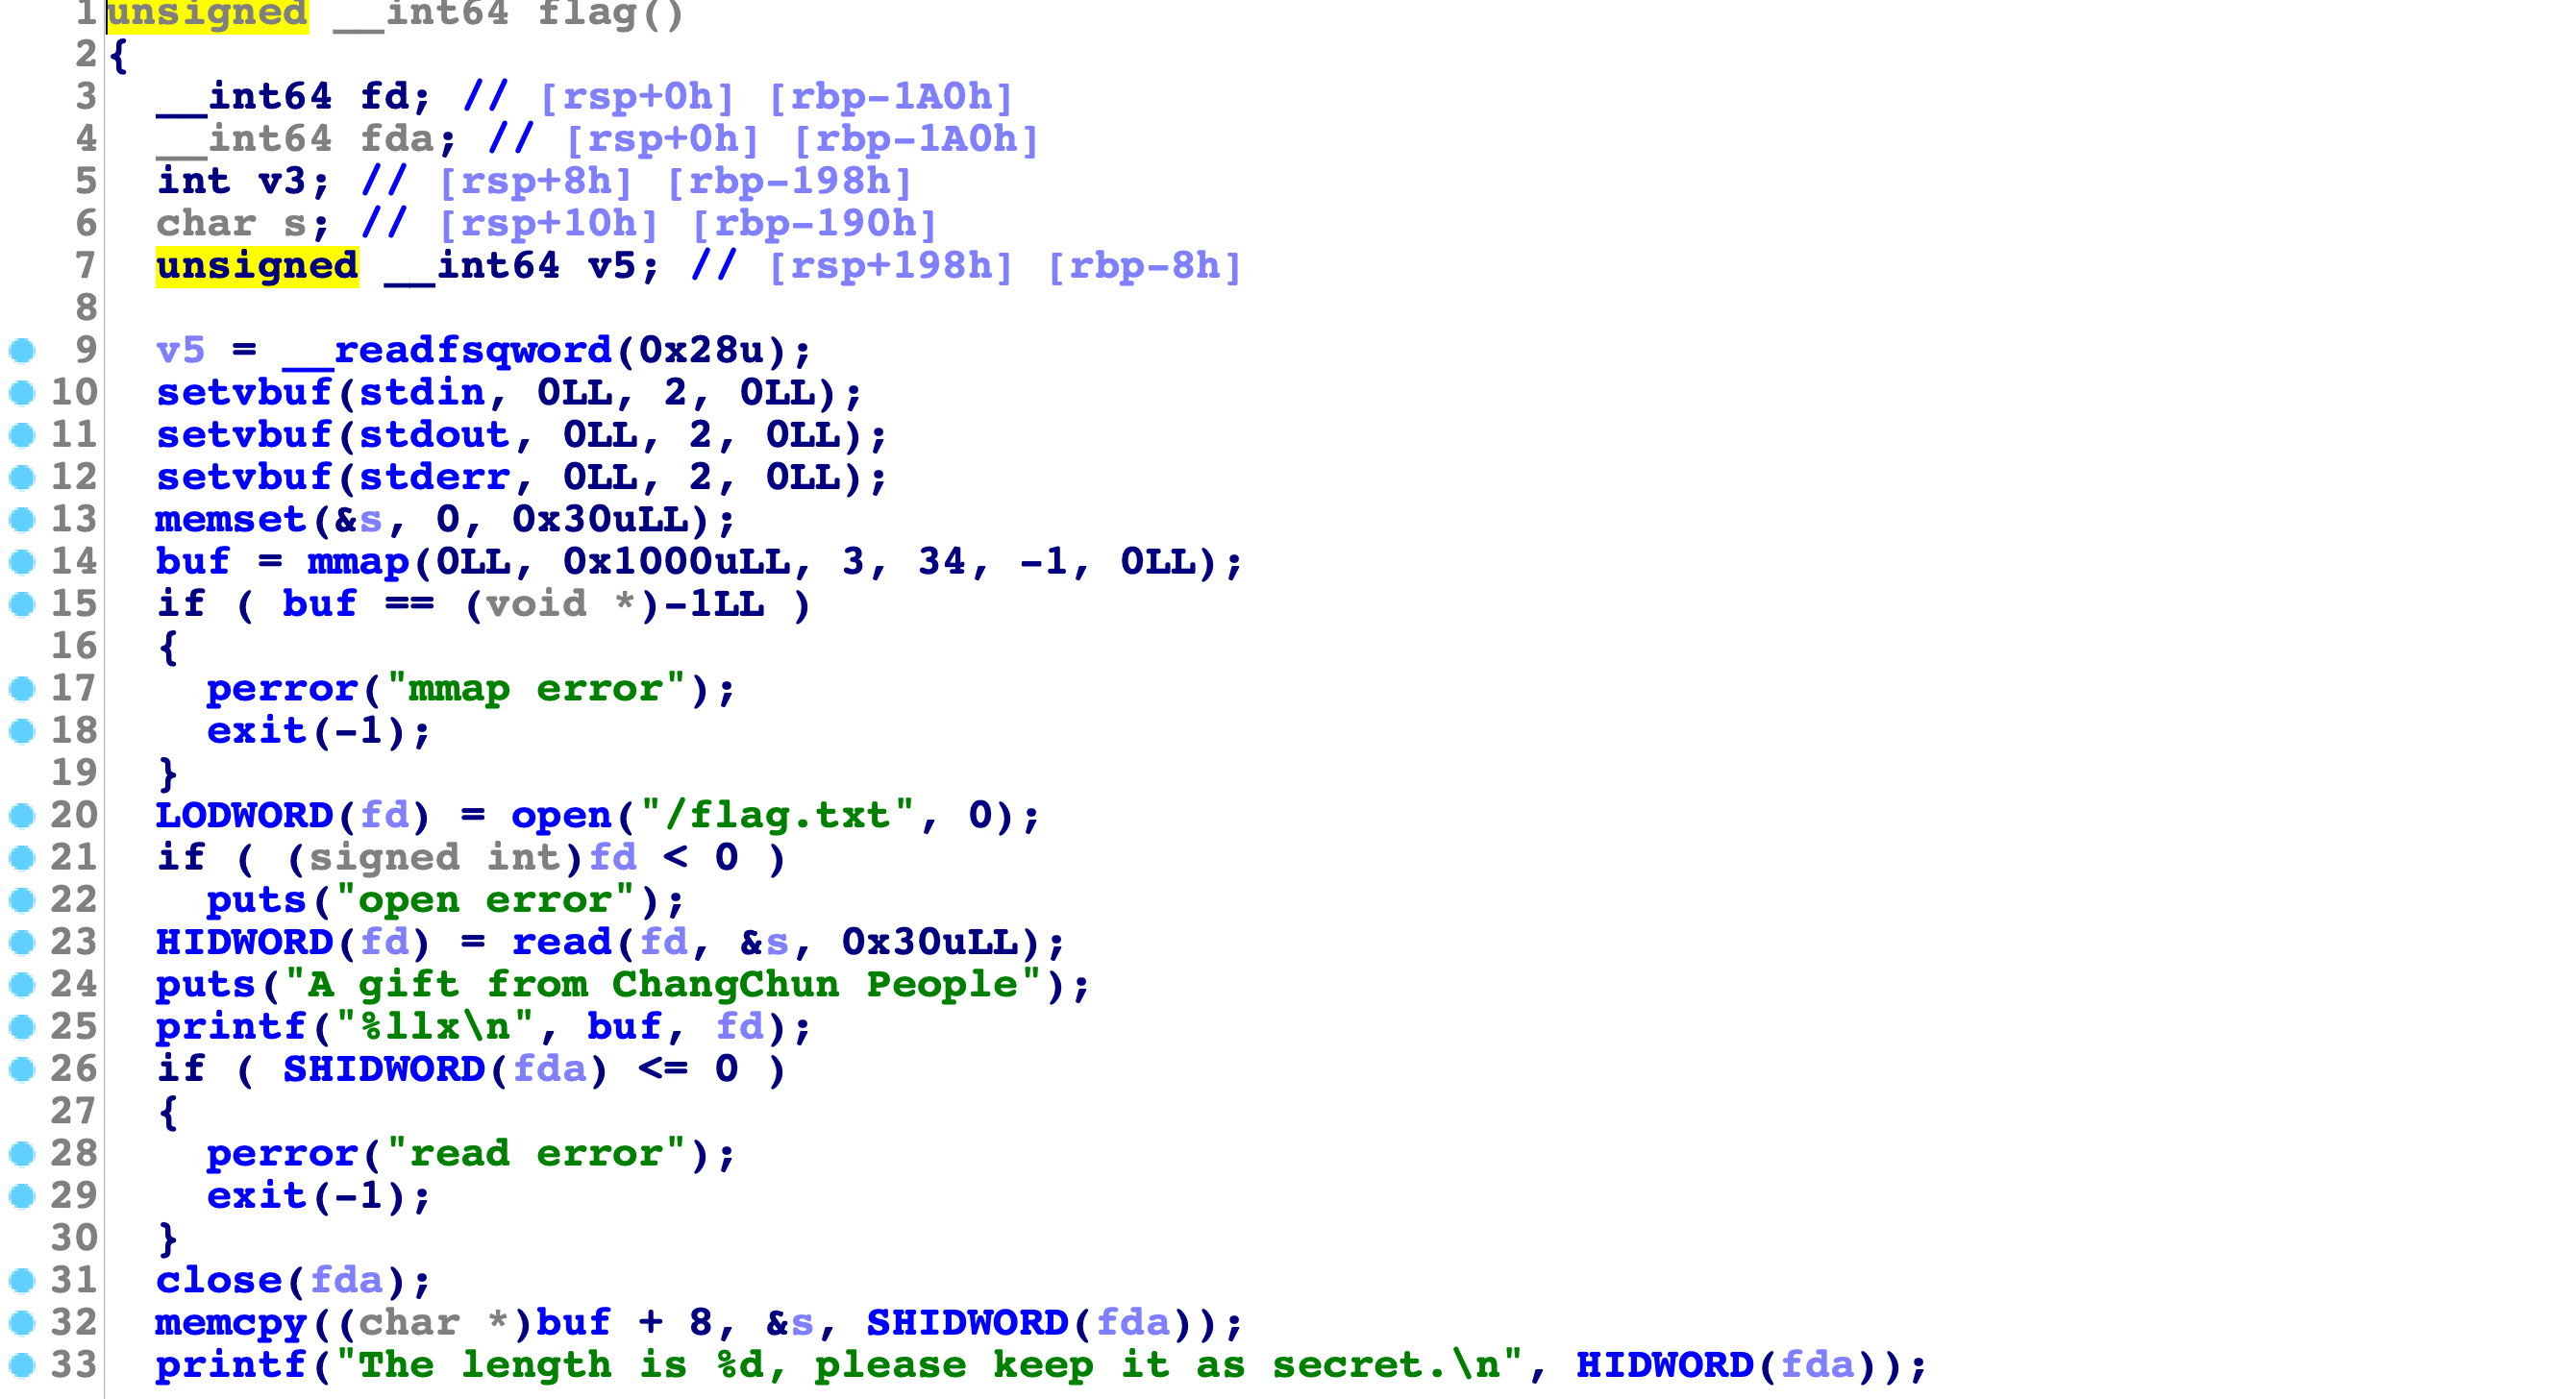 1 unsigned __int64 flag()
2 {
3 __int64 fd; // [rsp+0h] [rbp-1A0h]
4 __int64 fda; // [rsp+0h] [rbp-1A0h]
5 int v3; // [rsp+8h] [rbp-198h]
6 char s; // [rsp+10h] [rbp-190h]
7 unsigned __int64 v5; // [rsp+198h] [rbp-8h]
8
9 v5 = __readfsqword(0x28u);
10 setvbuf(stdin, 0LL, 2, 0LL);
11 setvbuf(stdout, 0LL, 2, 0LL);
12 setvbuf(stderr, 0LL, 2, 0LL);
13 memset(&s, 0, 0x30uLL);
14 buf = mmap(0LL, 0x1000uLL, 3, 34, -1, 0LL);
15 if ( buf == (void *)-1LL )
16 {
17 perror("mmap error");
18 exit(-1);
19 }
20 LODWORD(fd) = open("/flag.txt", 0);
21 if ( (signed int)fd < 0 )
22 puts("open error");
23 HIDWORD(fd) = read(fd, &s, 0x30uLL);
24 puts("A gift from ChangChun People");
25 printf("%llx\n", buf, fd);
26 if ( SHIDWORD(fda) <= 0 )
27 {
28 perror("read error");
29 exit(-1);
30 }
31 close(fda);
32 memcpy((char *)buf + 8, &s, SHIDWORD(fda));
33 printf("The length is %d, please keep it as secret.\n", HIDWORD(fda));